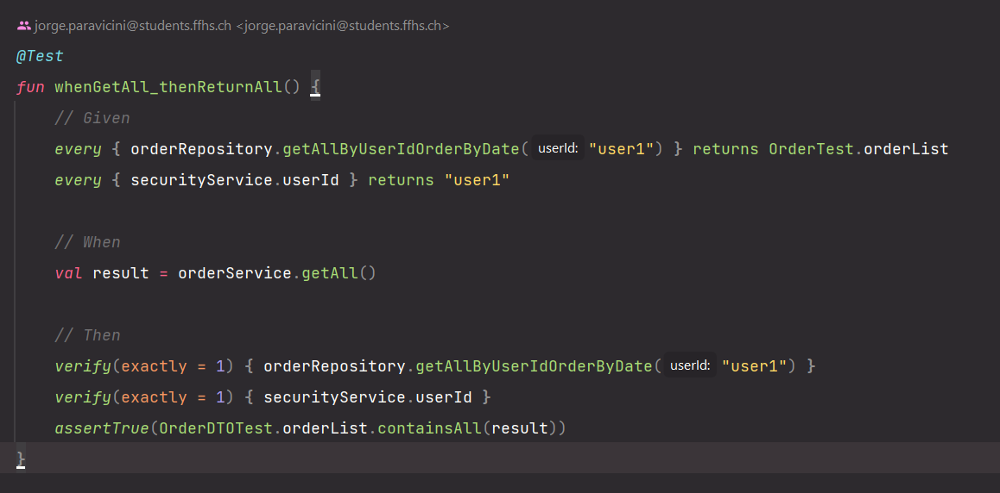 jorge.paravicini@students.ffhs.ch <jorge.paravicini@students.ffhs.ch>
@Test
fun whenGetAll_thenReturnAll() {
// Given
every { orderRepository.getAllByUserIdOrderByDate( userId: "user1") } returns OrderTest.orderList
every { securityService.userId } returns "user1"
// When
val result = orderService.getAll()
// Then
verify(exactly = 1) { orderRepository.getAllByUserIdOrderByDate( userId: "user1") }
verify(exactly = 1) { securityService.userId }
assertTrue(OrderDTOTest.orderList.containsAll(result))
}